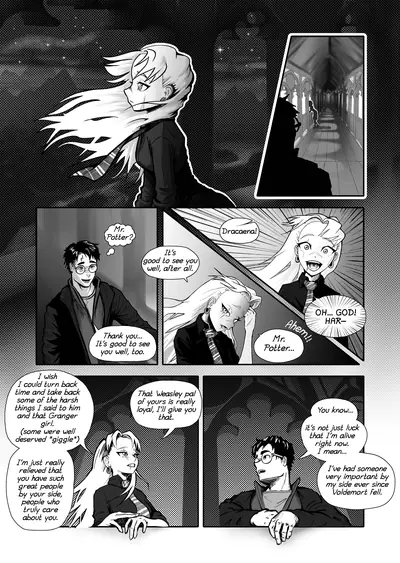 Dracaena!
OH... GOD!
HAR-
Ahem!!
Mr.
Potter...
It's
good to see you
well, after all.
Mr.
Potter?
Thank you...
It's good to see
you well, too.
I wish
I could turn back
time and take back
some of the harsh
things I said to him
and that Granger
girl.
(some were well
deserved *giggle*)
I'm just really
relieved that you
have such
great people
by your side,
people who
truly care
about you.
That Weasley pal
of yours is really
loyal, I'll give you
that.
You know...
it's not just luck
that I'm alive
right now.
I mean...
I've had someone
very important by
my side ever since
Voldemort fell.